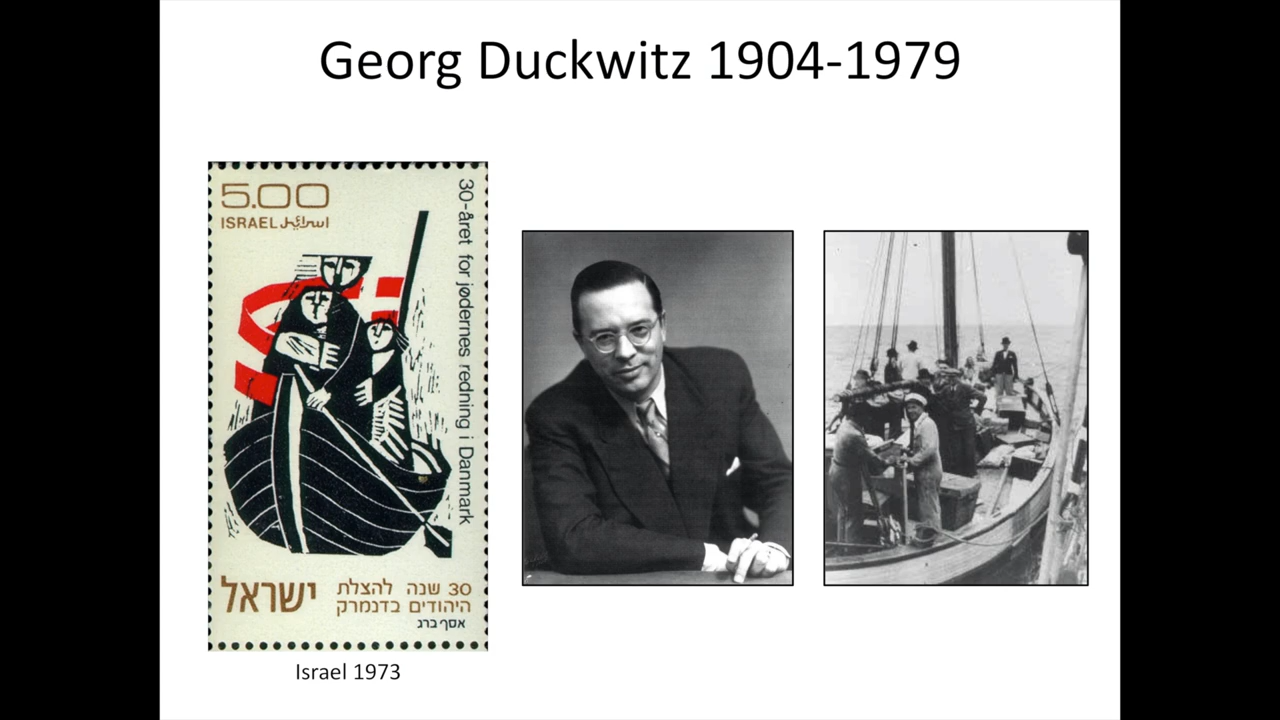 Georg Duckwitz 1904-1979
5.00
ISRAEL اسرائيل
30-året for jødernes redning i Danmark
ישראל
30 שנה להצלת
היהודים בדנמרק
אסף ברג
Israel 1973